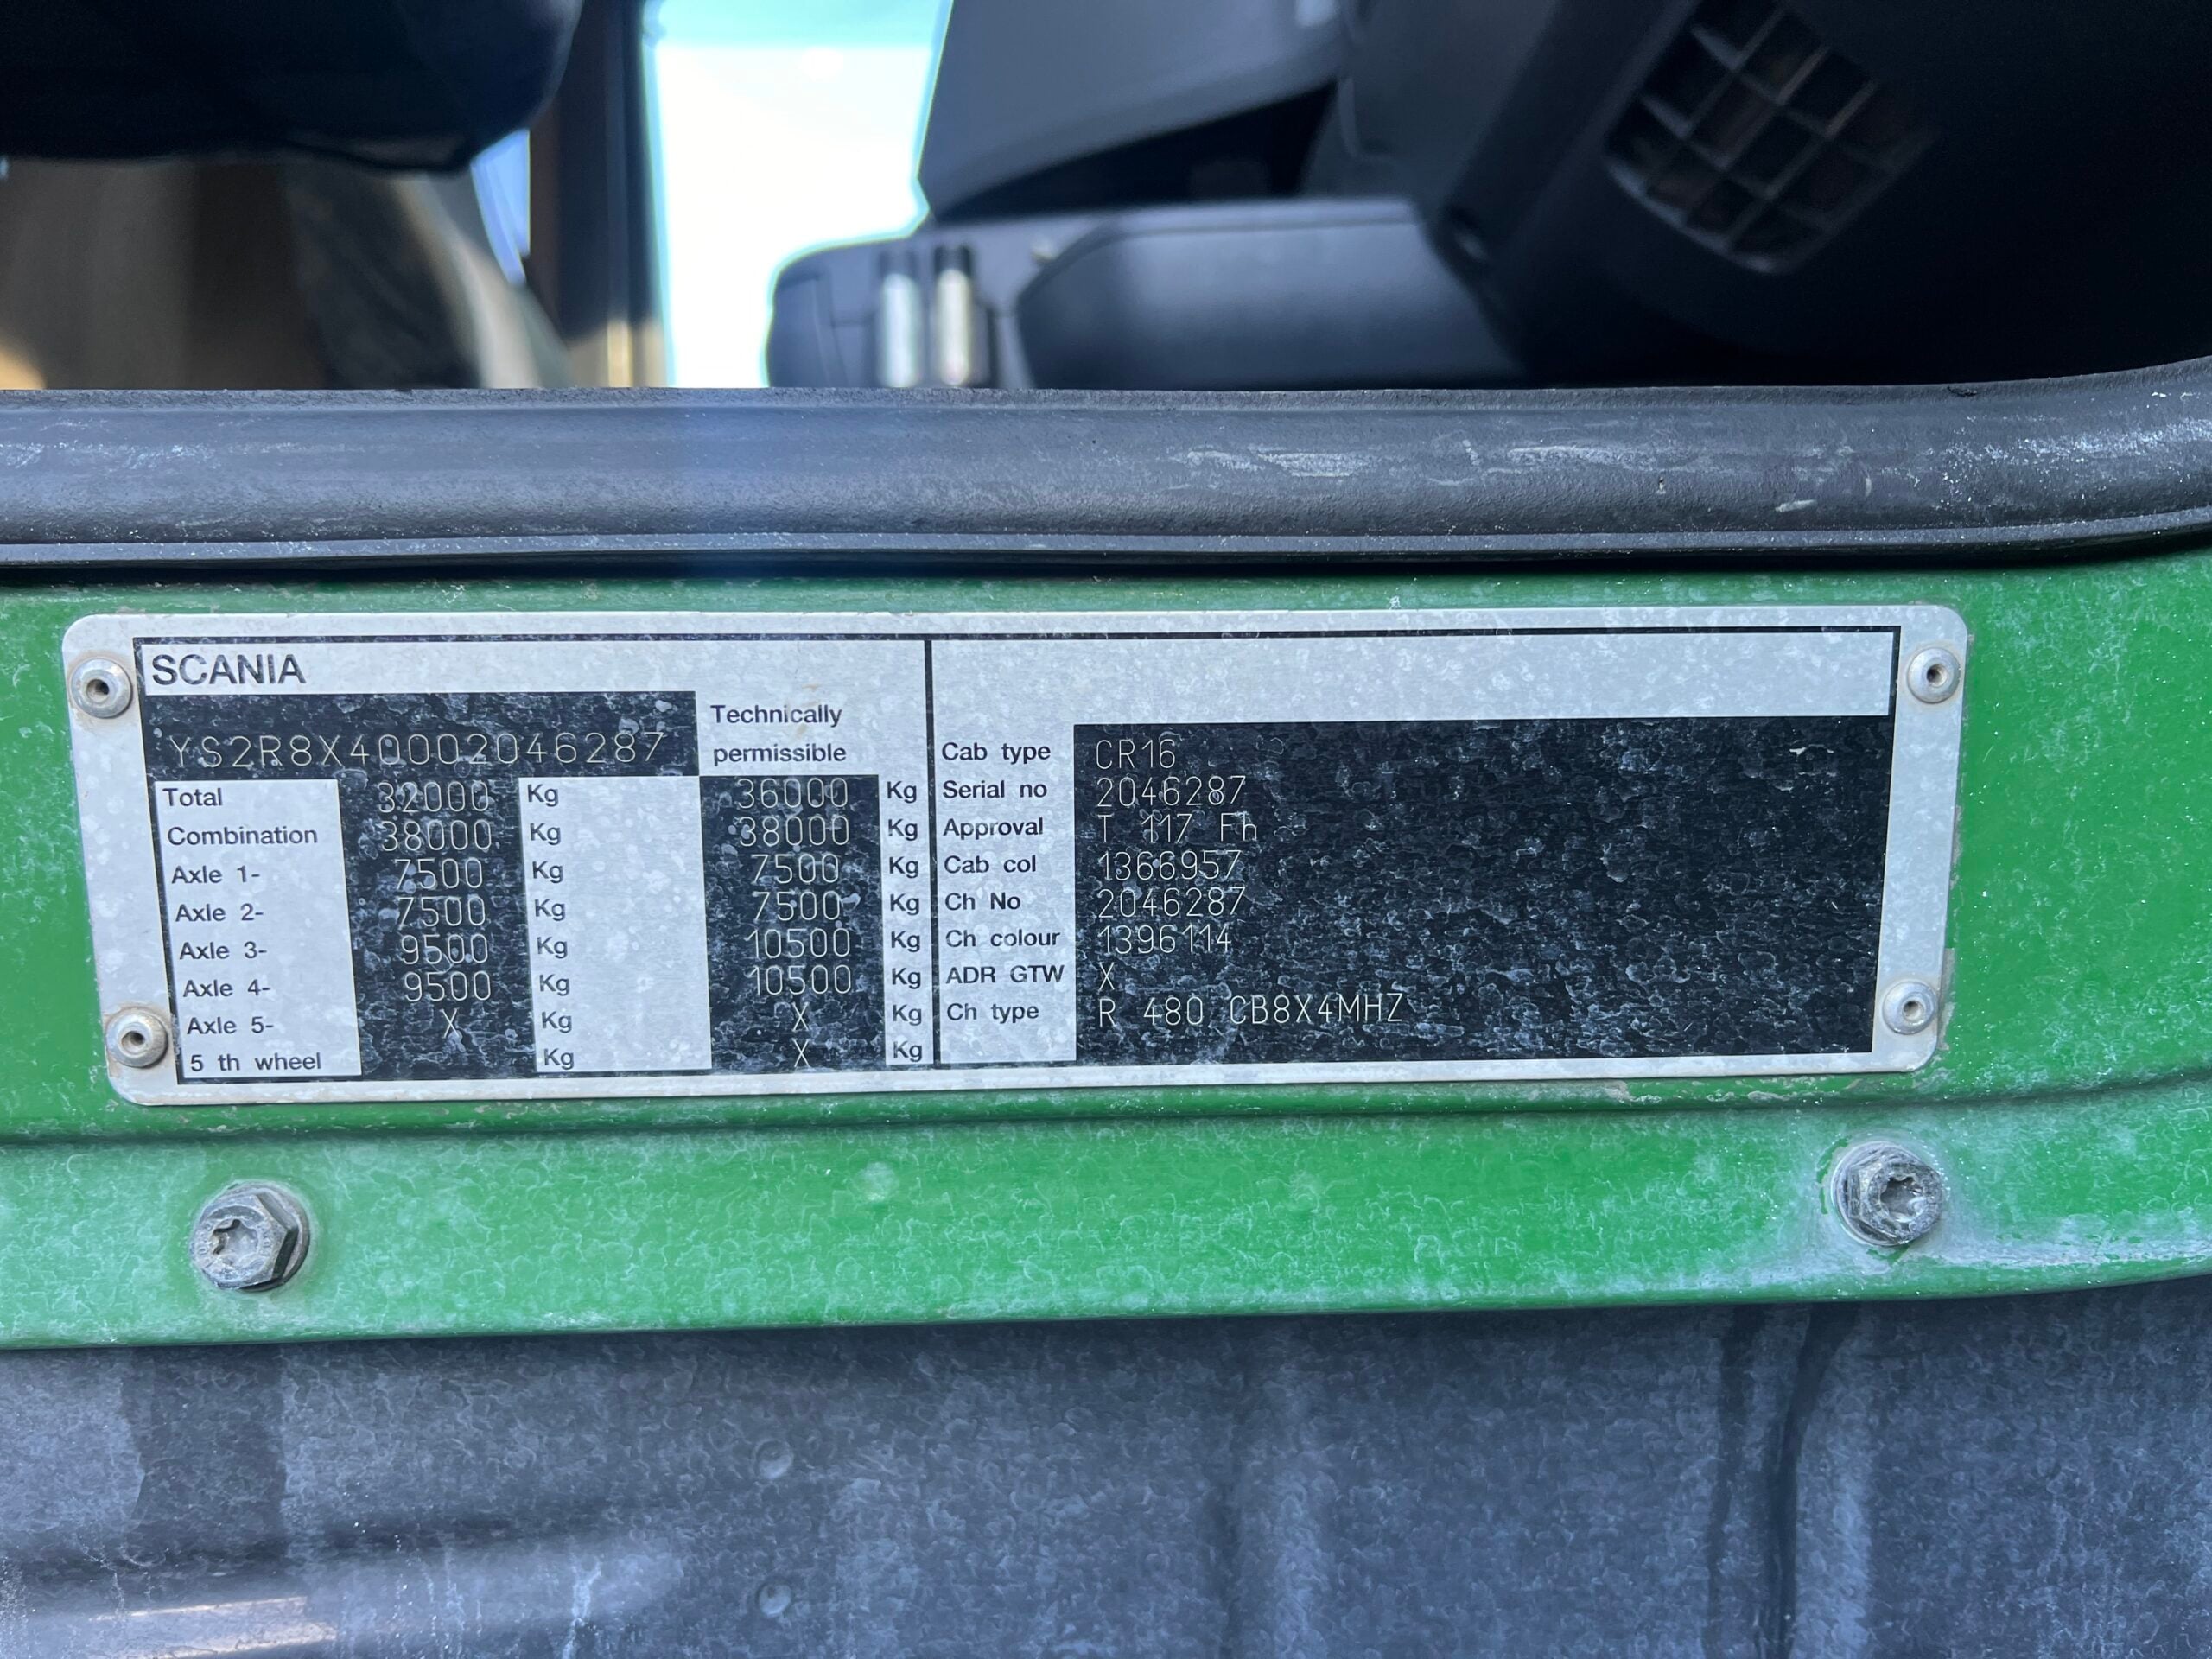 SCANIA
YS2R8X40002046287
Technically
permissible
Total 32000 Kg 36000 Kg
Combination 38000 Kg 38000 Kg
Axle 1- 7500 Kg 7500 Kg
Axle 2- 7500 Kg 7500 Kg
Axle 3- 9500 Kg 10500 Kg
Axle 4- 9500 Kg 10500 Kg
Axle 5- X Kg X Kg
5 th wheel Kg X Kg
Cab type CR16
Serial no 2046287
Approval T 117 Fh
Cab col 1366957
Ch No 2046287
Ch colour 1396114
ADR GTW X
Ch type R 480 CB8X4MHZ